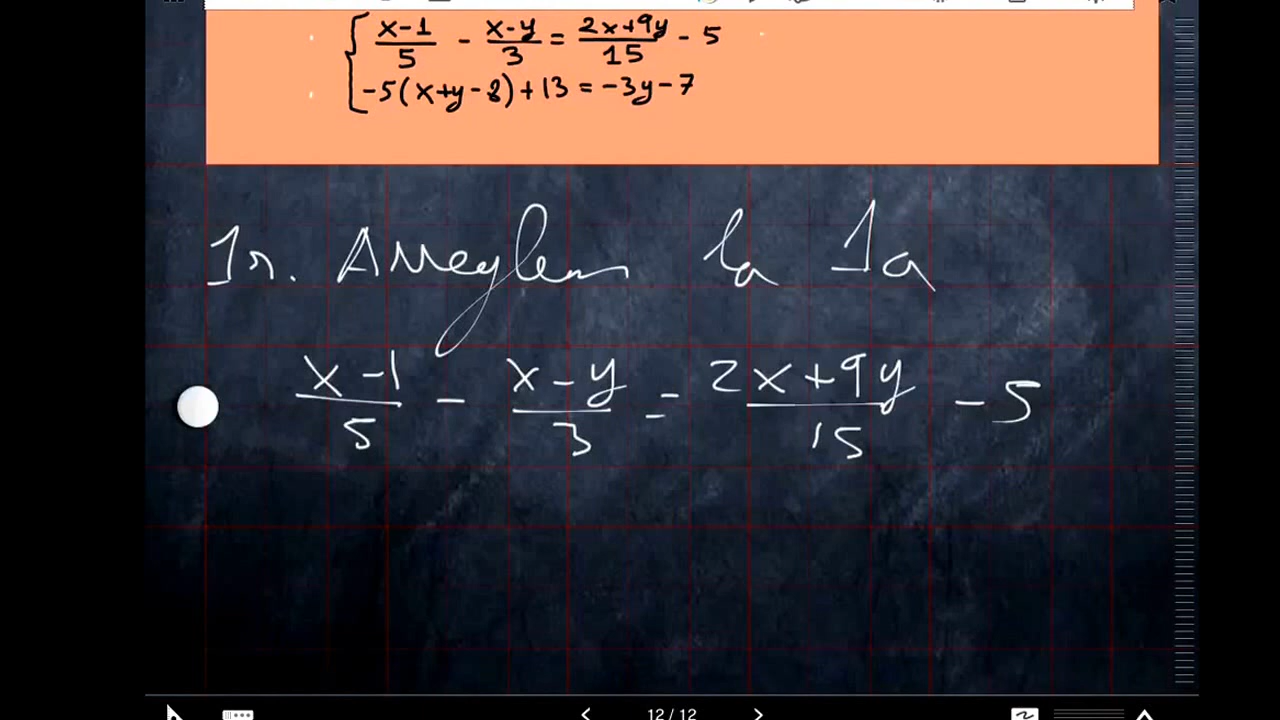 x-1/5 - x-y/3 = 2x+9y/15 - 5
-5(x+y-8)+13 = -3y-7
1r. Arreglem la 1a
x-1/5 - x-y/3 = 2x+9y/15 - 5
12/12